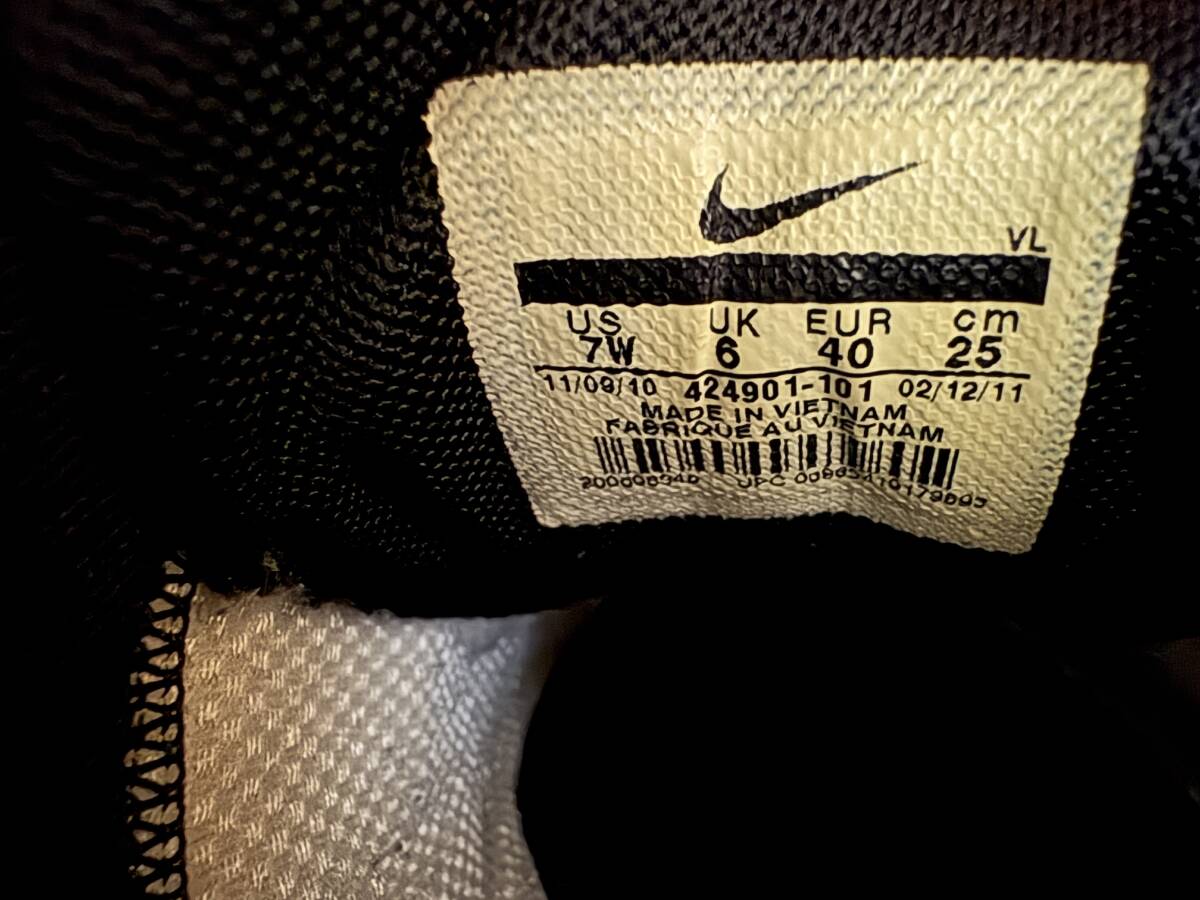 VL
US UK EUR cm
7W 6 40 25
11/09/10 424901-101 02/12/11
MADE IN VIETNAM
FABRIQUE AU VIETNAM
UPC